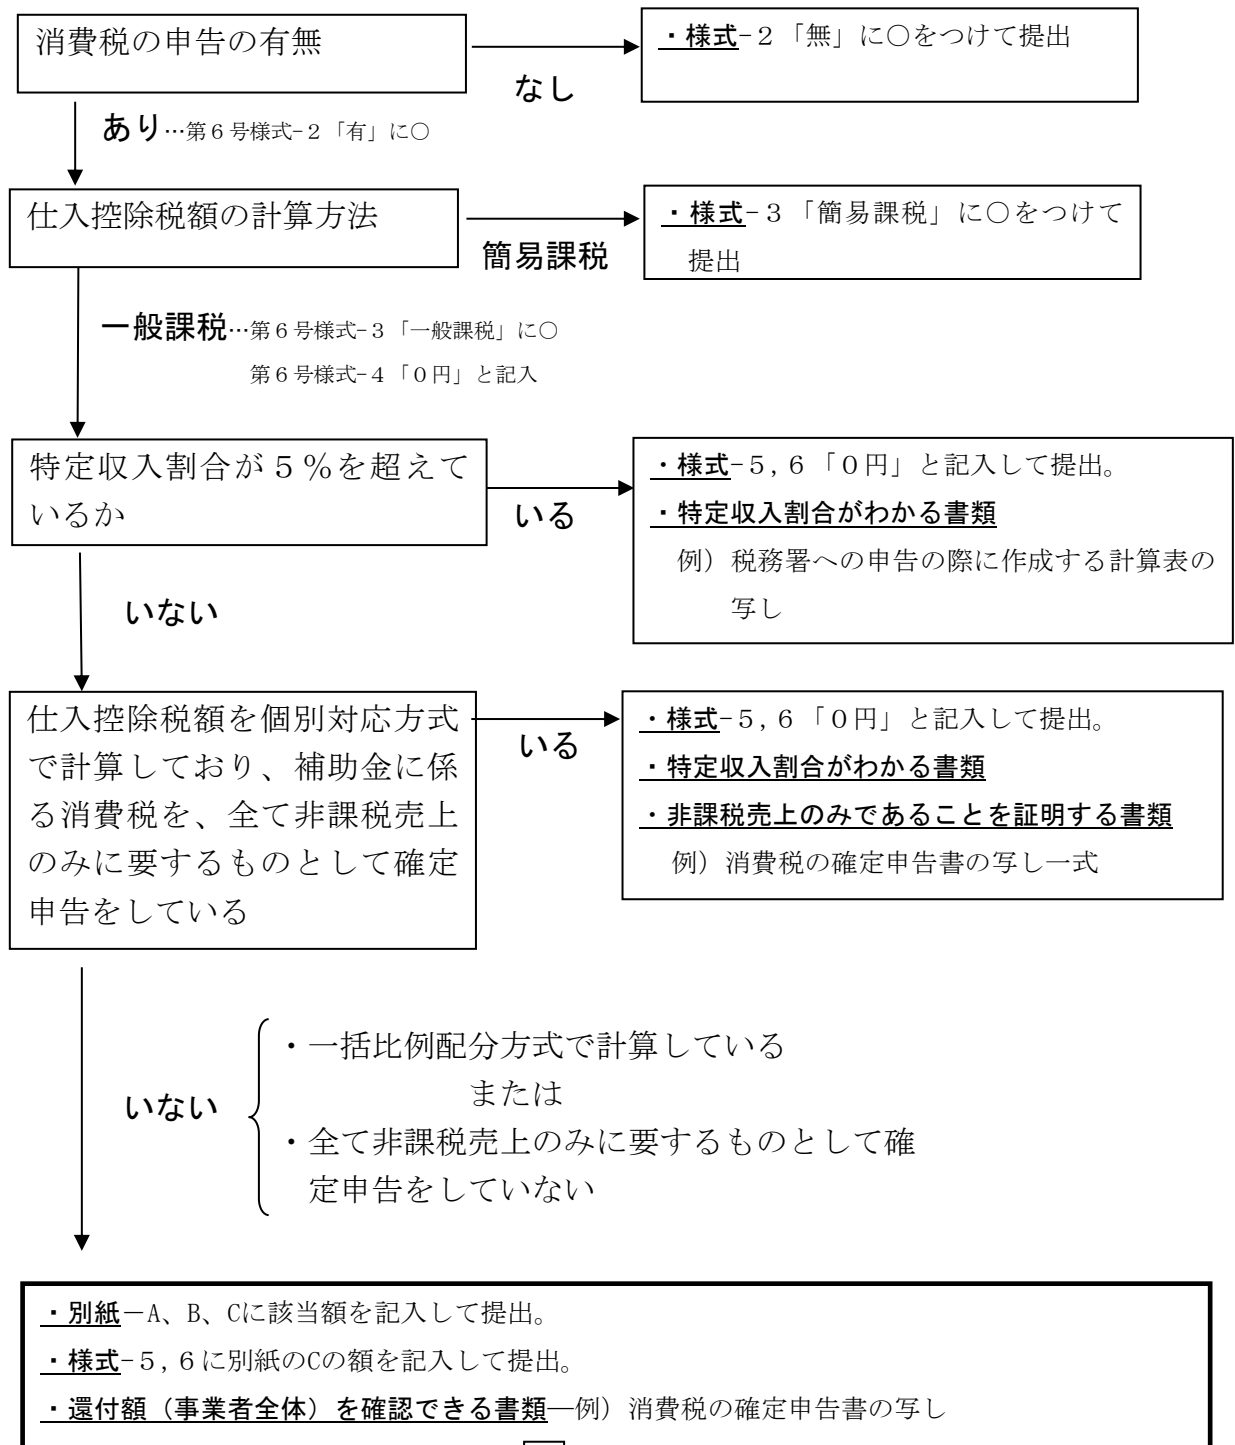 消費税の申告の有無
・様式-２「無」に○をつけて提出
なし
あり…第６号様式-２「有」に○
仕入控除税額の計算方法
・様式-３「簡易課税」に○をつけて
提出
簡易課税
一般課税…第６号様式-３「一般課税」に○
第６号様式-４「０円」と記入
特定収入割合が５％を超えて
いるか
いる
・様式-５,６「０円」と記入して提出。
・特定収入割合がわかる書類
例）税務署への申告の際に作成する計算表の
写し
いない
仕入控除税額を個別対応方式
で計算しており、補助金に係
る消費税を、全て非課税売上
のみに要するものとして確定
申告をしている
いる
・様式-５,６「０円」と記入して提出。
・特定収入割合がわかる書類
・非課税売上のみであることを証明する書類
例）消費税の確定申告書の写し一式
いない
・一括比例配分方式で計算している
または
・全て非課税売上のみに要するものとして確
定申告をしていない
・別紙－A、B、Cに該当額を記入して提出。
・様式-５,６に別紙のCの額を記入して提出。
・還付額（事業者全体）を確認できる書類―例）消費税の確定申告書の写し